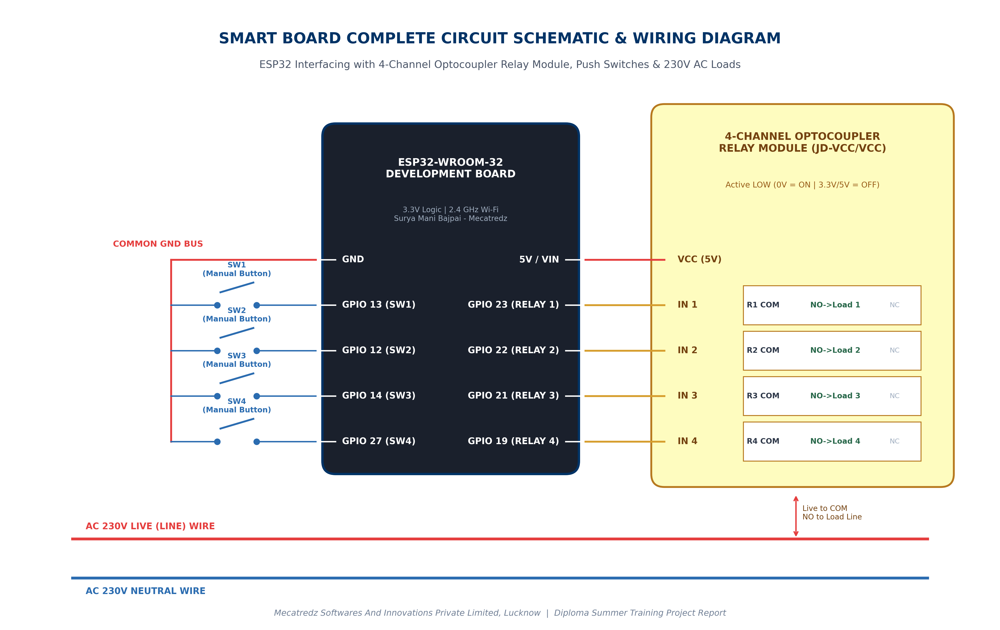 SMART BOARD COMPLETE CIRCUIT SCHEMATIC & WIRING DIAGRAM
ESP32 Interfacing with 4-Channel Optocoupler Relay Module, Push Switches & 230V AC Loads
ESP32-WROOM-32
DEVELOPMENT BOARD
3.3V Logic | 2.4 GHz Wi-Fi
Surya Mani Bajpai - Mecatredz
4-CHANNEL OPTOCOUPLER
RELAY MODULE (JD-VCC/VCC)
Active LOW (0V = ON | 3.3V/5V = OFF)
COMMON GND BUS
GND
5V / VIN
VCC (5V)
SW1
(Manual Button)
GPIO 13 (SW1)
GPIO 23 (RELAY 1)
IN 1
R1 COM
NO->Load 1
NC
SW2
(Manual Button)
GPIO 12 (SW2)
GPIO 22 (RELAY 2)
IN 2
R2 COM
NO->Load 2
NC
SW3
(Manual Button)
GPIO 14 (SW3)
GPIO 21 (RELAY 3)
IN 3
R3 COM
NO->Load 3
NC
SW4
(Manual Button)
GPIO 27 (SW4)
GPIO 19 (RELAY 4)
IN 4
R4 COM
NO->Load 4
NC
Live to COM
NO to Load Line
AC 230V LIVE (LINE) WIRE
AC 230V NEUTRAL WIRE
Mecatredz Softwares And Innovations Private Limited, Lucknow | Diploma Summer Training Project Report